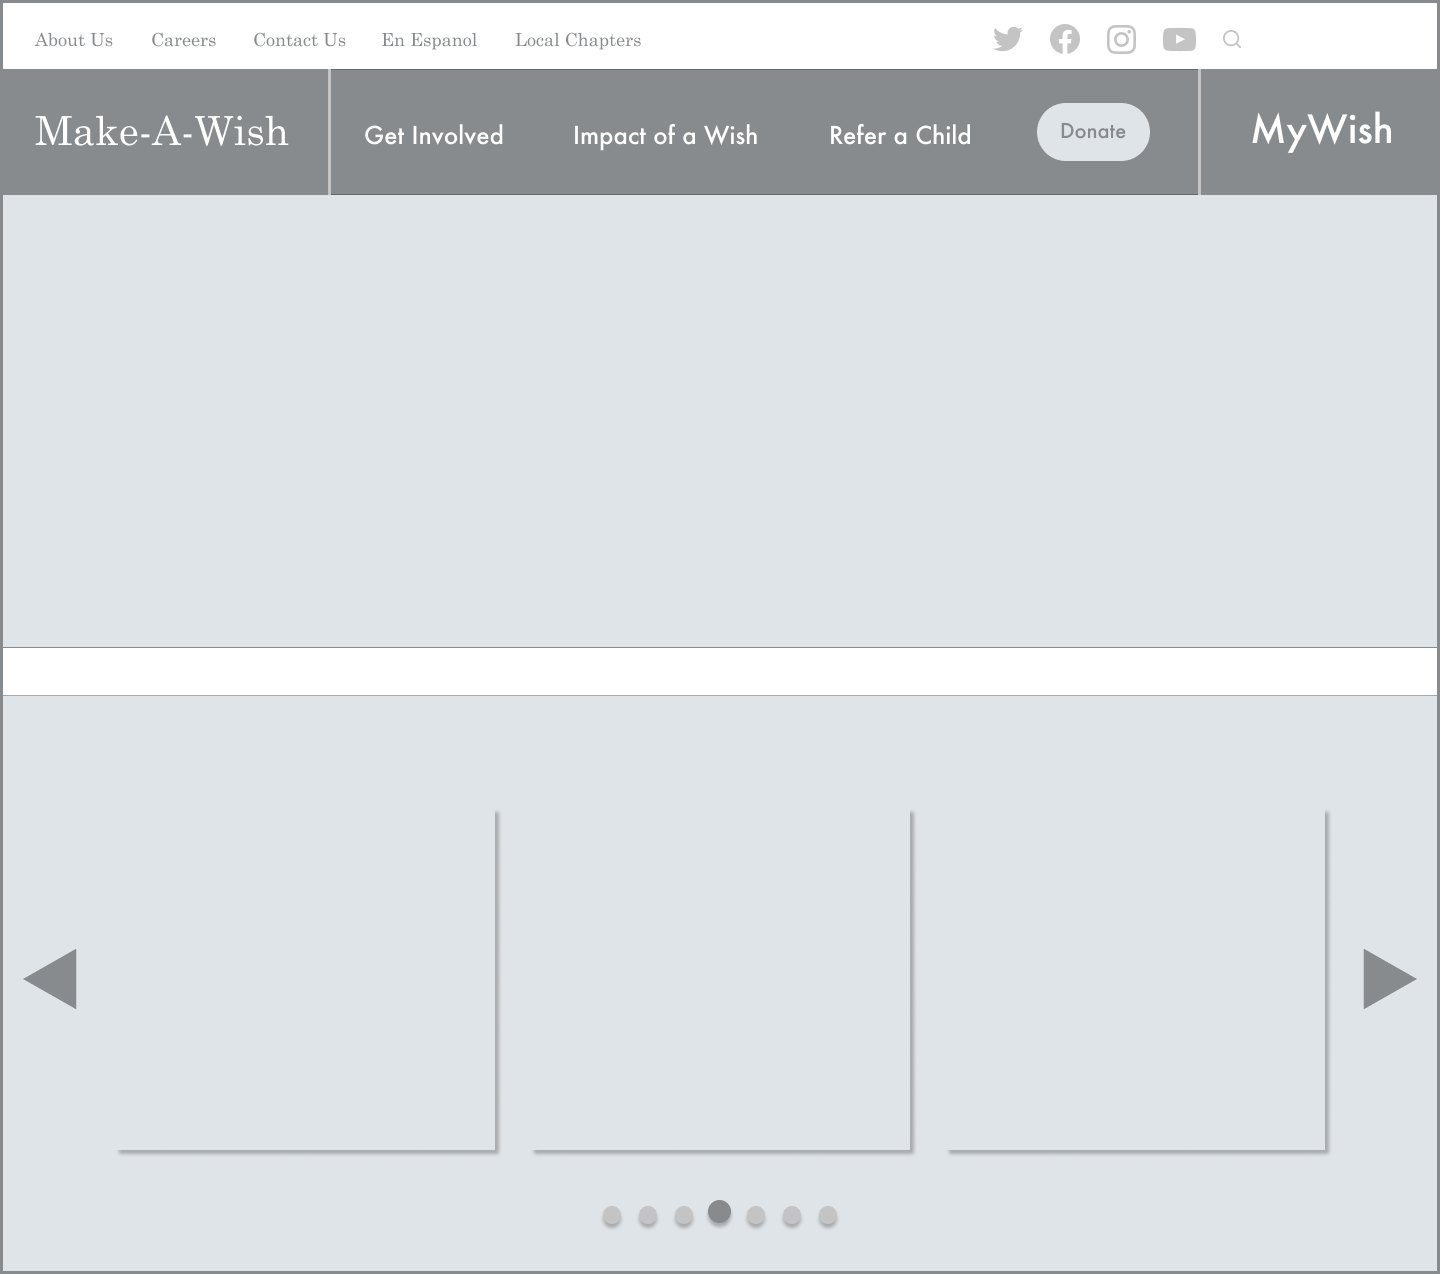 About Us Careers Contact Us En Espanol Local Chapters
Make-A-Wish Get Involved Impact of a Wish Refer a Child Donate MyWish